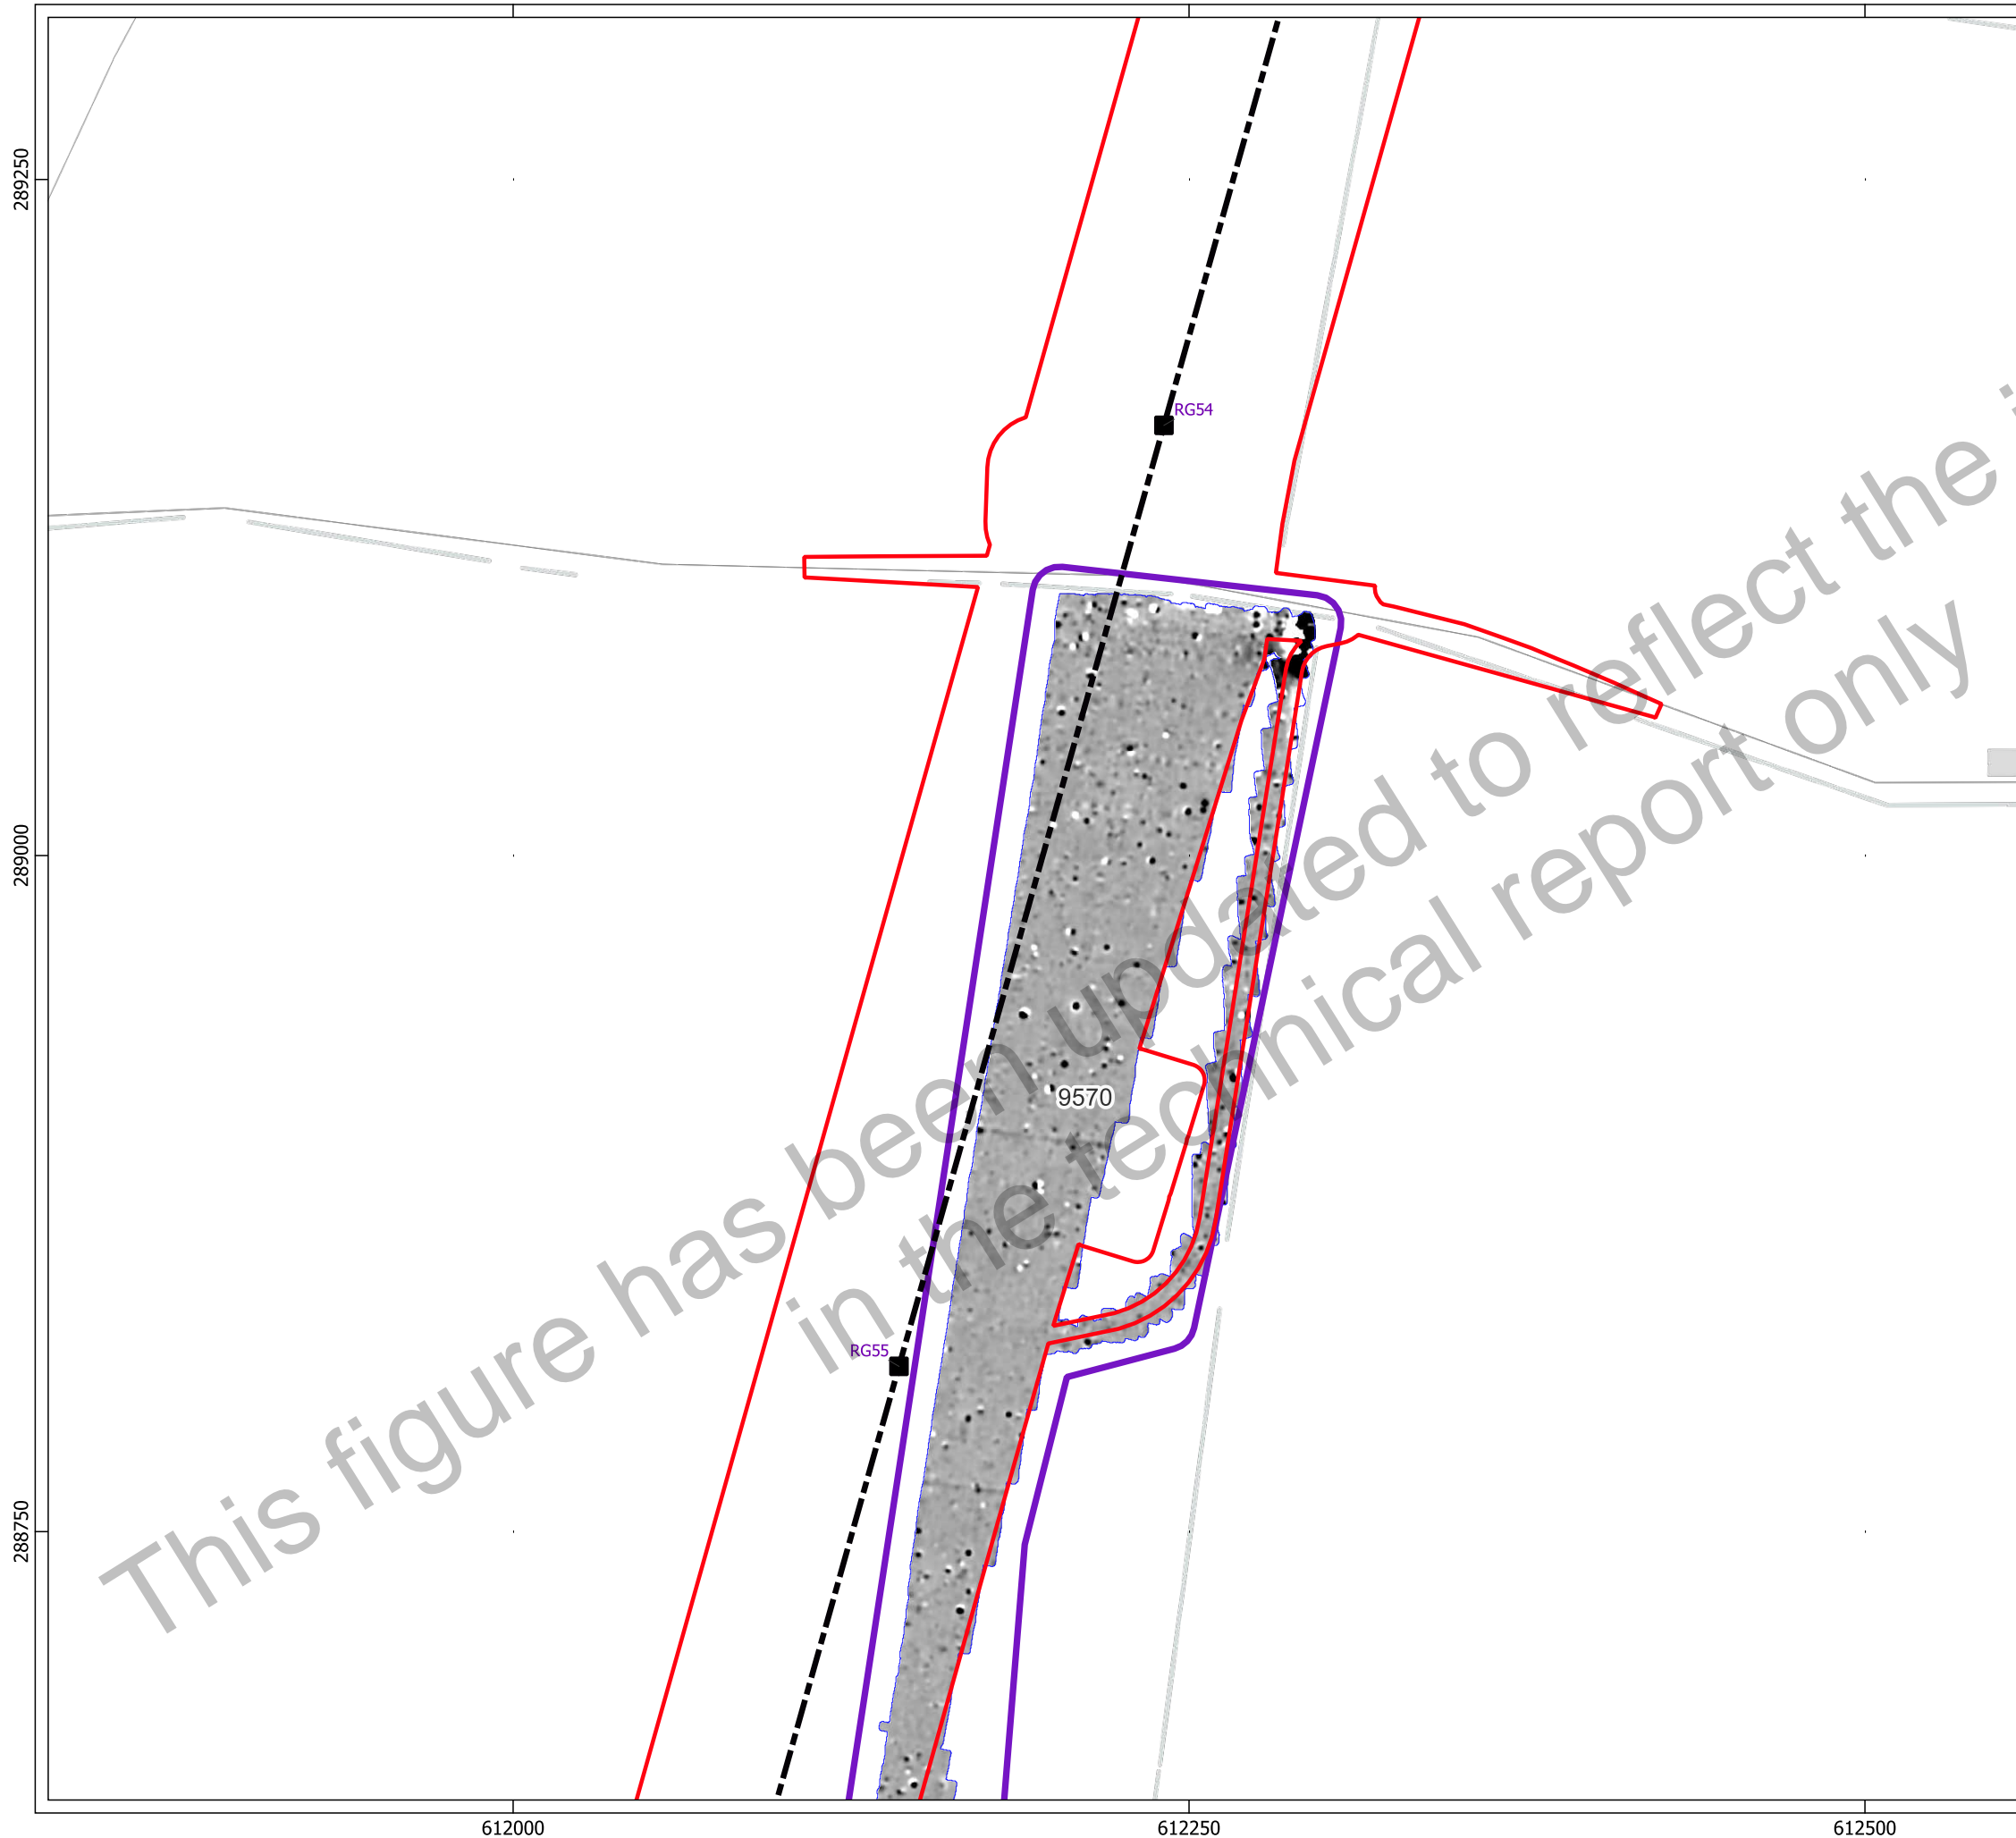 289250
RG54
289000
9570
RG55
288750
This figure has been updated to reflect the
in the technical report only
612000
612250
612500